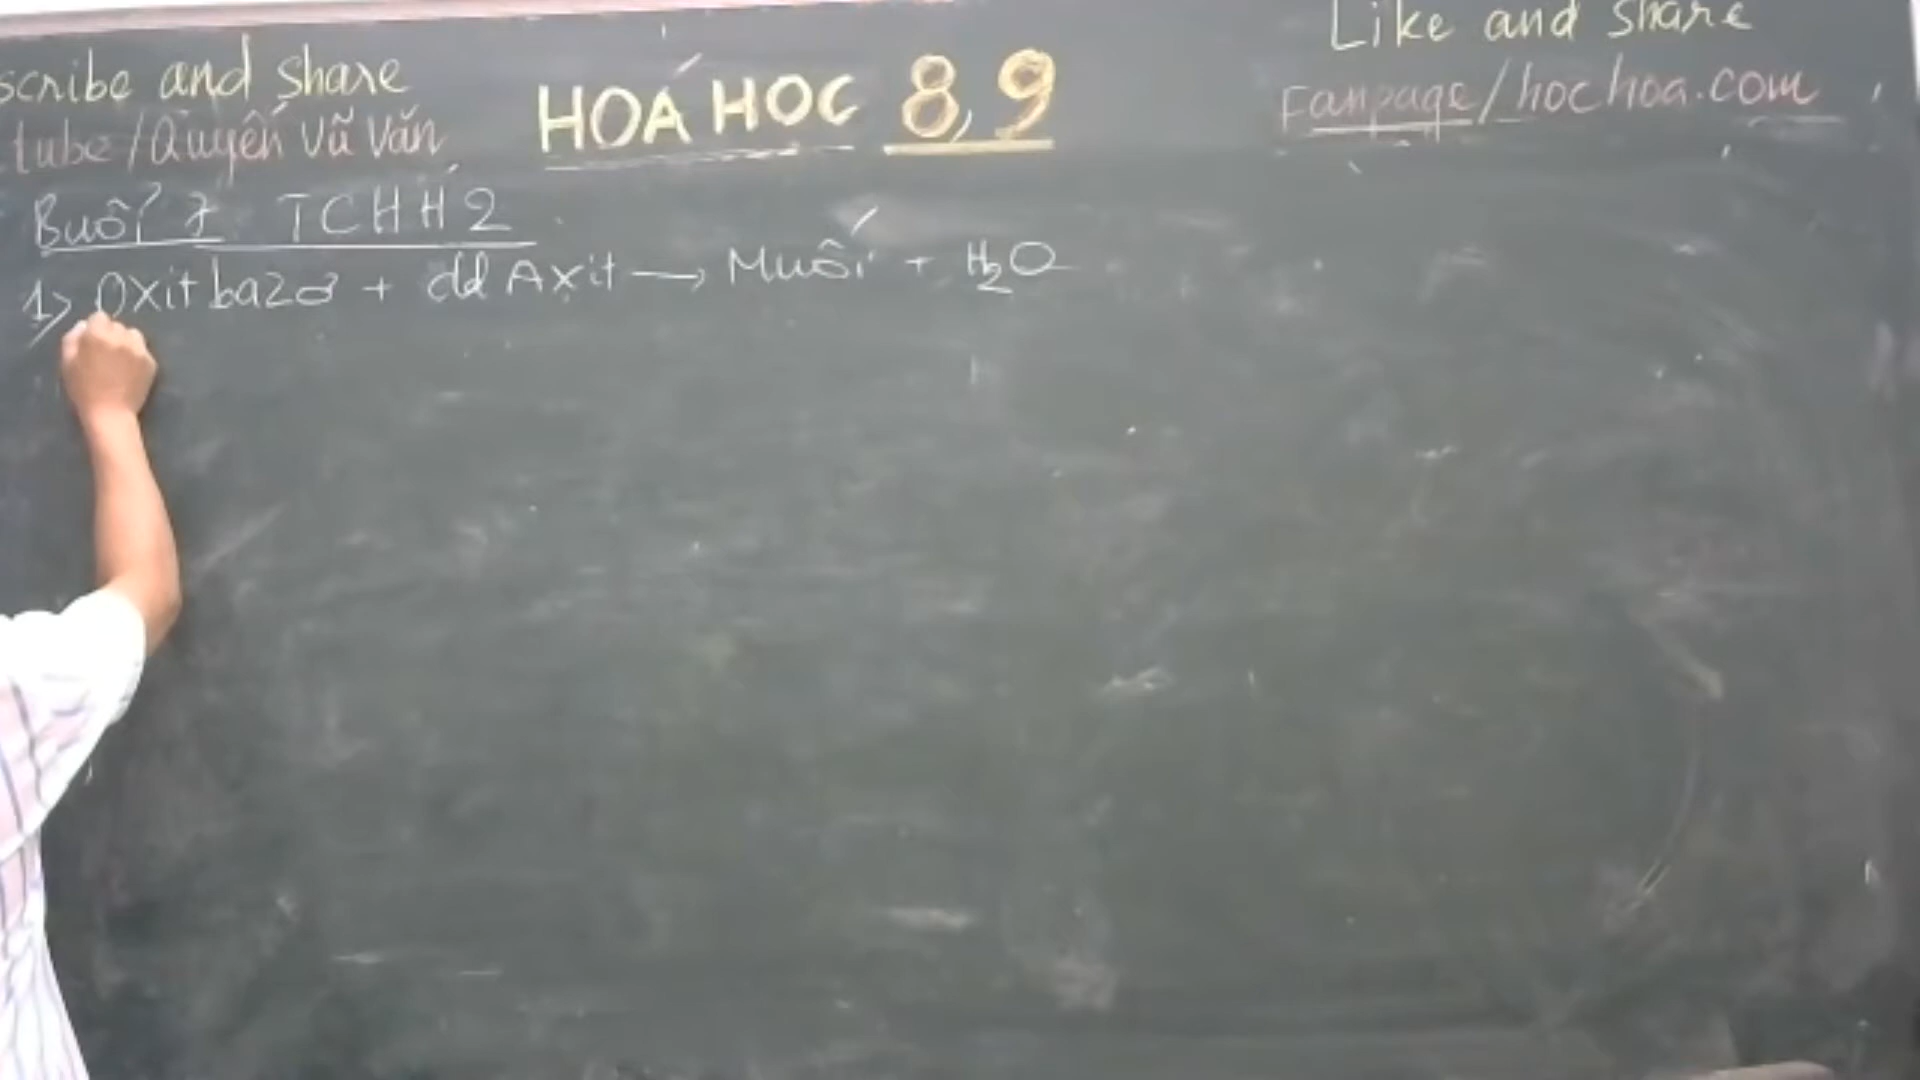 scribe and share
tube/Quyến Vũ Văn
HOÁ HOC 8,9
Like and share
Fanpage/hochoa.com
Buổi 7 TCHH 2
1> Oxit bazơ + dd Axit → Muối + H₂O